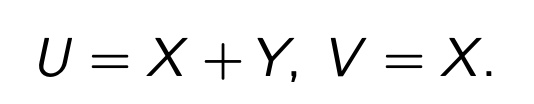 U = X + Y, V = X.